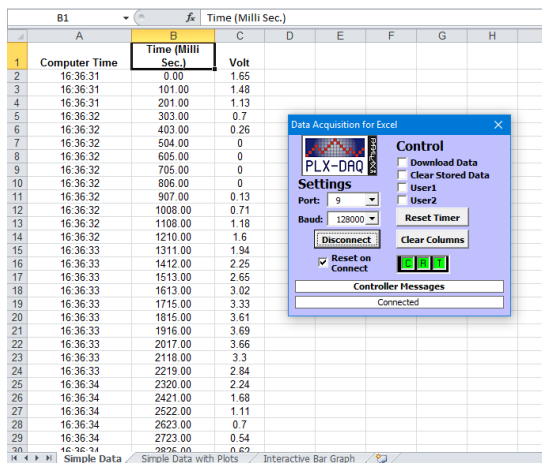 B1 fx Time (Milli Sec.)
A B C D E F G H
1 Computer Time Time (Milli Sec.) Volt
2 16:36:31 0.00 1.65
3 16:36:31 101.00 1.48
4 16:36:31 201.00 1.13
5 16:36:32 303.00 0.7
6 16:36:32 403.00 0.26
7 16:36:32 504.00 0
8 16:36:32 605.00 0
9 16:36:32 705.00 0
10 16:36:32 806.00 0
11 16:36:32 907.00 0.13
12 16:36:32 1008.00 0.71
13 16:36:32 1108.00 1.18
14 16:36:32 1210.00 1.6
15 16:36:33 1311.00 1.94
16 16:36:33 1412.00 2.25
17 16:36:33 1513.00 2.65
18 16:36:33 1613.00 3.02
19 16:36:33 1715.00 3.33
20 16:36:33 1815.00 3.61
21 16:36:33 1916.00 3.69
22 16:36:33 2017.00 3.66
23 16:36:33 2118.00 3.3
24 16:36:33 2219.00 2.84
25 16:36:34 2320.00 2.24
26 16:36:34 2421.00 1.68
27 16:36:34 2522.00 1.11
28 16:36:34 2623.00 0.7
29 16:36:34 2723.00 0.54
30 16:36:34 2825.00 0.62
Data Acquisition for Excel
PLX-DAQ
Control
Download Data
Clear Stored Data
User1
User2
Settings
Port: 9
Baud: 128000
Reset Timer
Disconnect
Clear Columns
Reset on
Connect
C R T
Controller Messages
Connected
Simple Data Simple Data with Plots Interactive Bar Graph